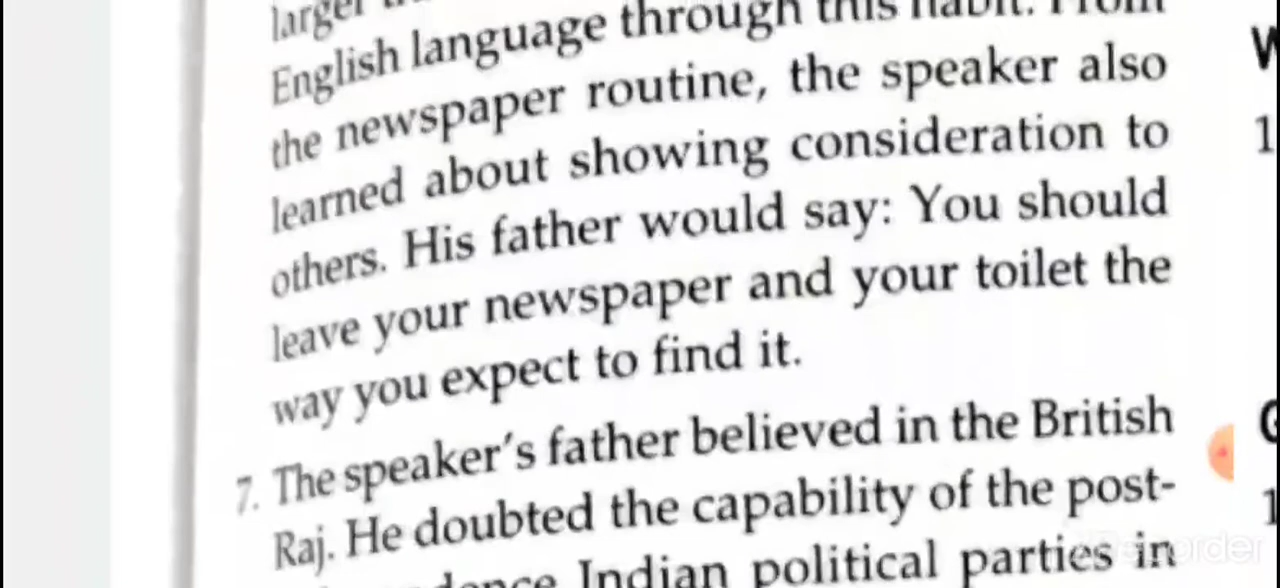 larger
English language through this habit. From
the newspaper routine, the speaker also
learned about showing consideration to
others. His father would say: You should
leave your newspaper and your toilet the
way you expect to find it.
7. The speaker's father believed in the British
Raj. He doubted the capability of the post-
Indian political parties in